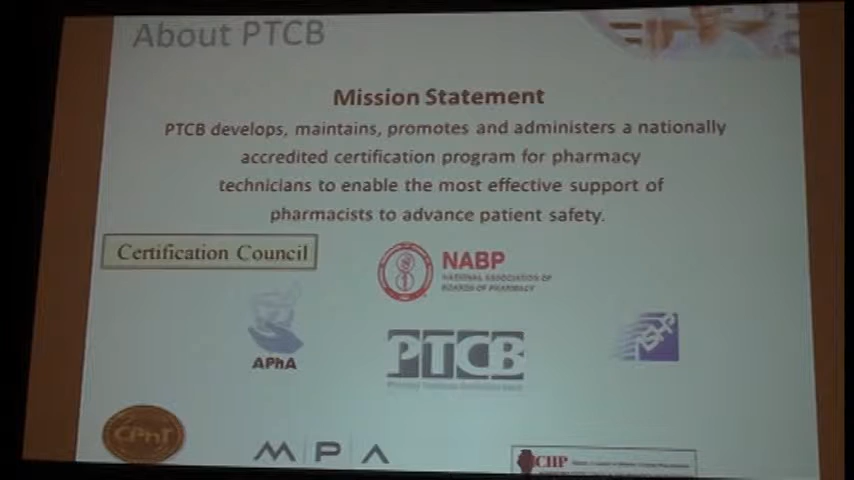 About PTCB
Mission Statement
PTCB develops, maintains, promotes and administers a nationally
accredited certification program for pharmacy
technicians to enable the most effective support of
pharmacists to advance patient safety.
Certification Council
NABP
NATIONAL ASSOCIATION OF
BOARDS OF PHARMACY
APhA
PTCB
ASHP
CPhT
MPA
ICHP